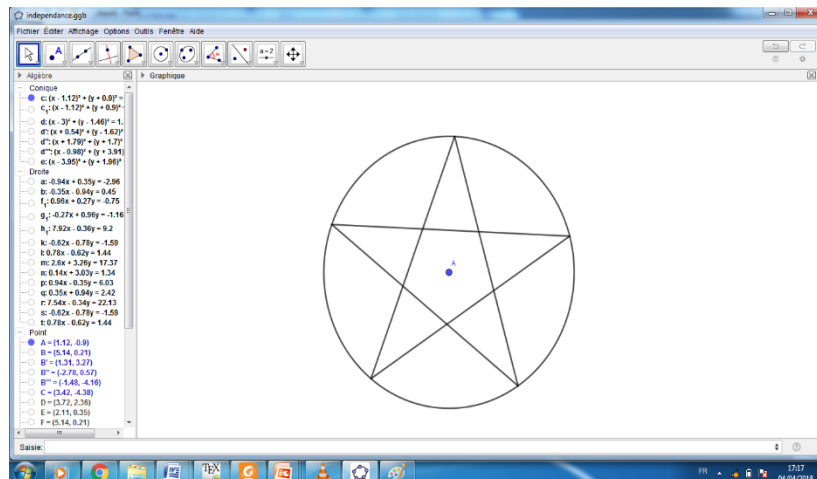 independance.ggb
Fichier Éditer Affichage Options Outils Fenêtre Aide
A
a=2
Algèbre
Graphique
Conique
c: (x - 1.12)² + (y + 0.9)² =
c₁: (x - 1.12)² + (y + 0.9)²
d: (x - 3)² + (y - 1.46)² = 1.
d': (x + 0.54)² + (y - 1.62)²
d'': (x + 1.79)² + (y + 1.7)²
d''': (x - 0.98)² + (y + 3.91)
e: (x - 3.95)² + (y + 1.96)²
Droite
a: -0.94x + 0.35y = -2.96
b: -0.35x - 0.94y = 0.45
f₁: 0.96x + 0.27y = -0.75
g₁: -0.27x + 0.96y = -1.16
h₁: 7.92x - 0.36y = 9.2
k: -0.62x - 0.78y = -1.59
l: 0.78x - 0.62y = 1.44
m: 2.6x + 3.26y = 17.37
n: 0.14x + 3.03y = 1.34
p: 0.94x - 0.35y = 6.03
q: 0.35x + 0.94y = 2.42
r: 7.54x - 0.34y = 22.13
s: -0.62x - 0.78y = -1.59
t: 0.78x - 0.62y = 1.44
Point
A = (1.12, -0.9)
B = (5.14, 0.21)
B' = (1.31, 3.27)
B'' = (-2.78, 0.57)
B''' = (-1.48, -4.16)
C = (3.42, -4.38)
D = (3.72, 2.36)
E = (2.11, 0.35)
F = (5.14, 0.21)
A
Saisie:
TEX
FR
17:17
04/04/2018